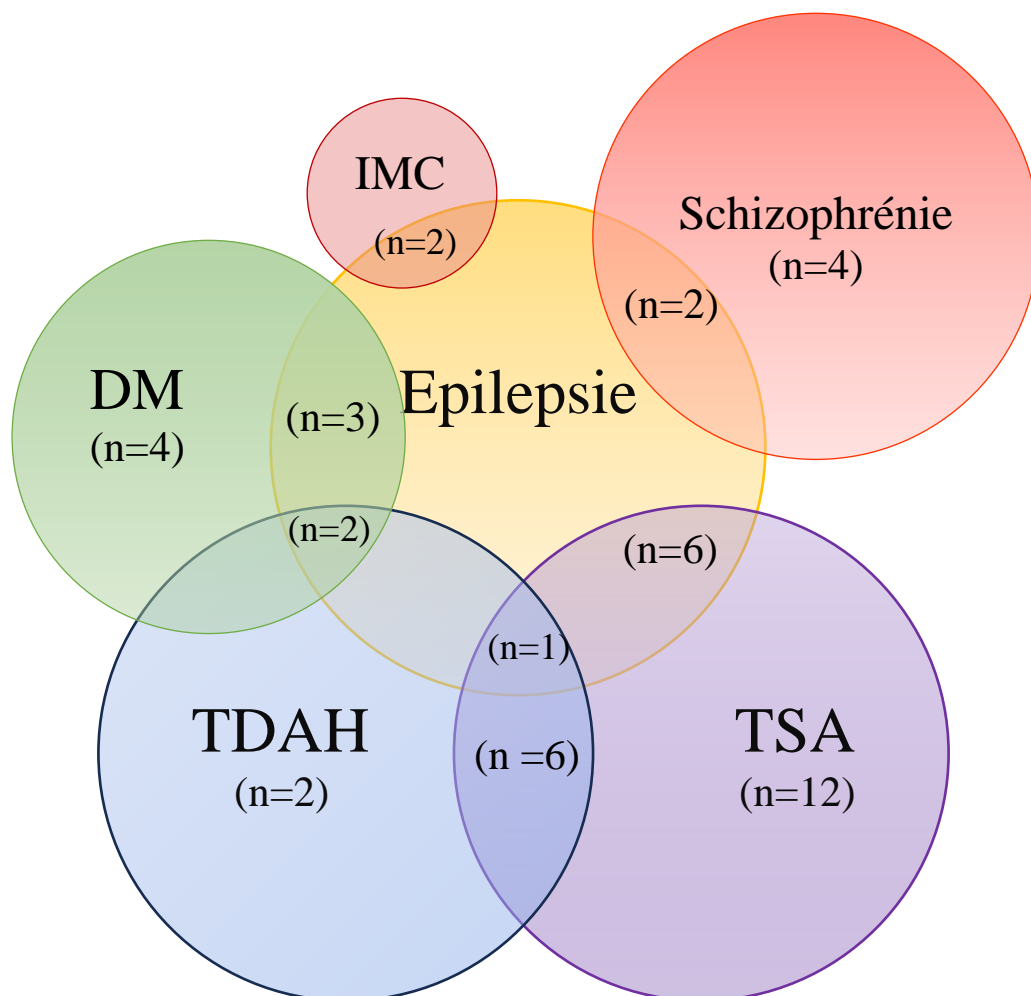 IMC
(n=2)
Schizophrénie
(n=4)
(n=2)
DM
(n=4)
(n=3)
Epilepsie
(n=2)
(n=6)
(n=1)
TDAH
(n=2)
(n =6)
TSA
(n=12)